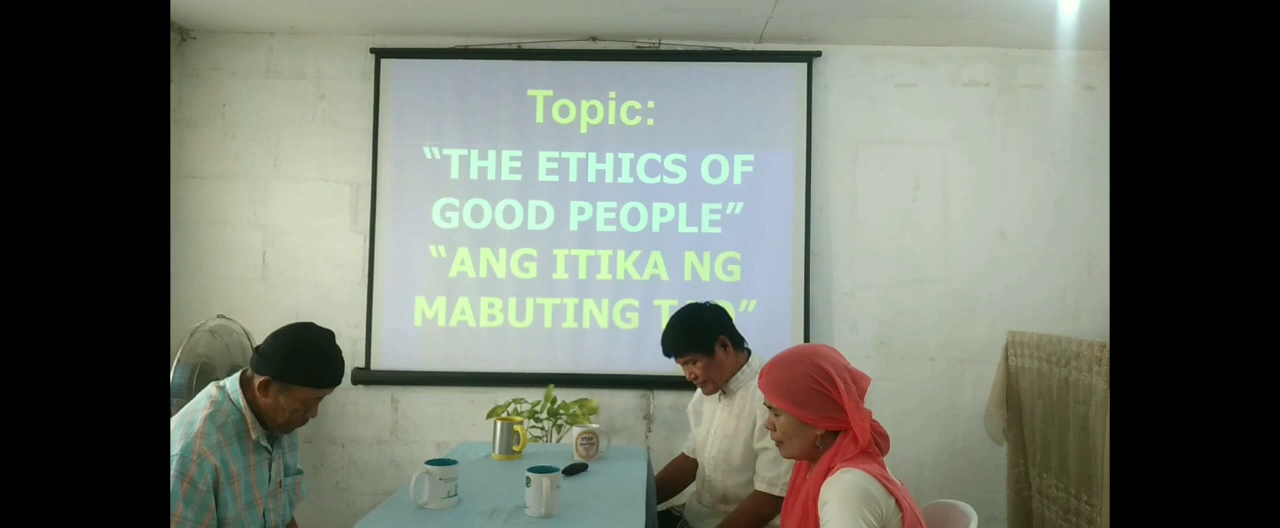 Topic:
“THE ETHICS OF
GOOD PEOPLE”
“ANG ITIKA NG
MABUTING